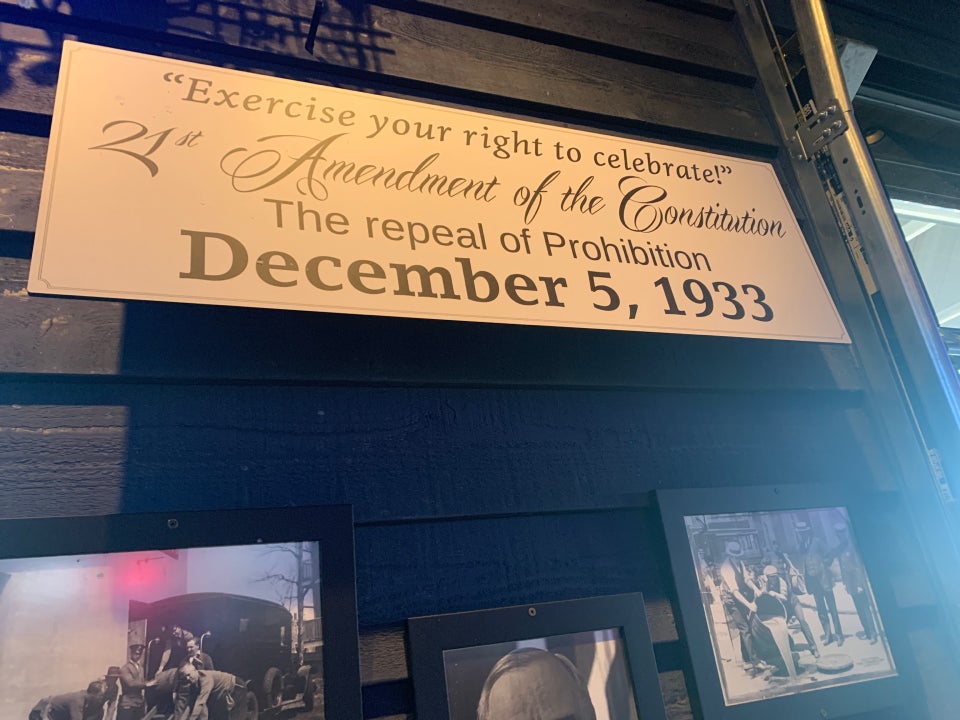 “Exercise your right to celebrate!”
21st Amendment of the Constitution
The repeal of Prohibition
December 5, 1933